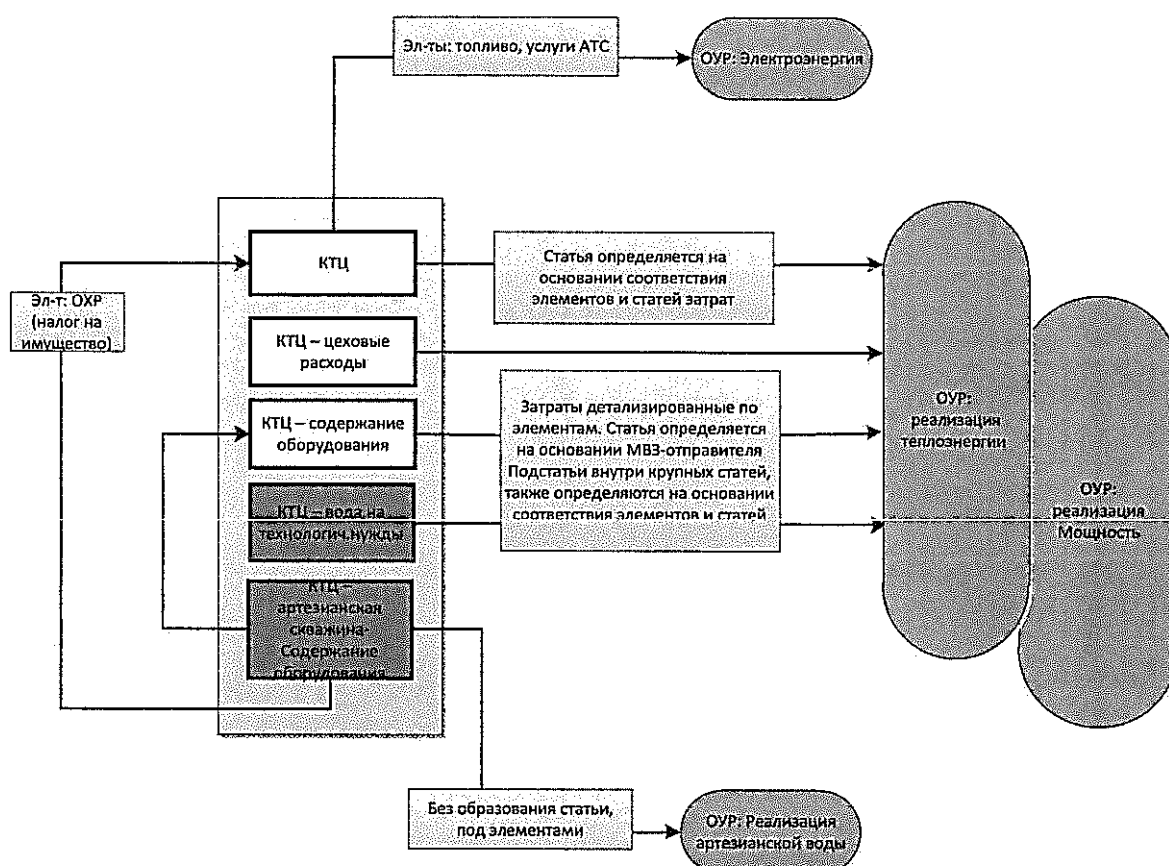 Эл-ты: топливо, услуги АТС
ОУР: Электроэнергия
КТЦ
Статья определяется на
основании соответствия
элементов и статей затрат
Эл-т: ОХР
(налог на
имущество)
КТЦ – цеховые
расходы
КТЦ – содержание
оборудования
Затраты детализированные по
элементам. Статья определяется
на основании МВЗ-отправителя
Подстатьи внутри крупных статей,
также определяются на основании
соответствия элементов и статей
ОУР:
реализация
теплоэнергии
КТЦ – вода на
технологич.нужды
ОУР:
реализация
Мощность
КТЦ –
артезианская
скважина-
Содержание
оборудования
Без образования статьи,
под элементами
ОУР: Реализация
артезианской воды